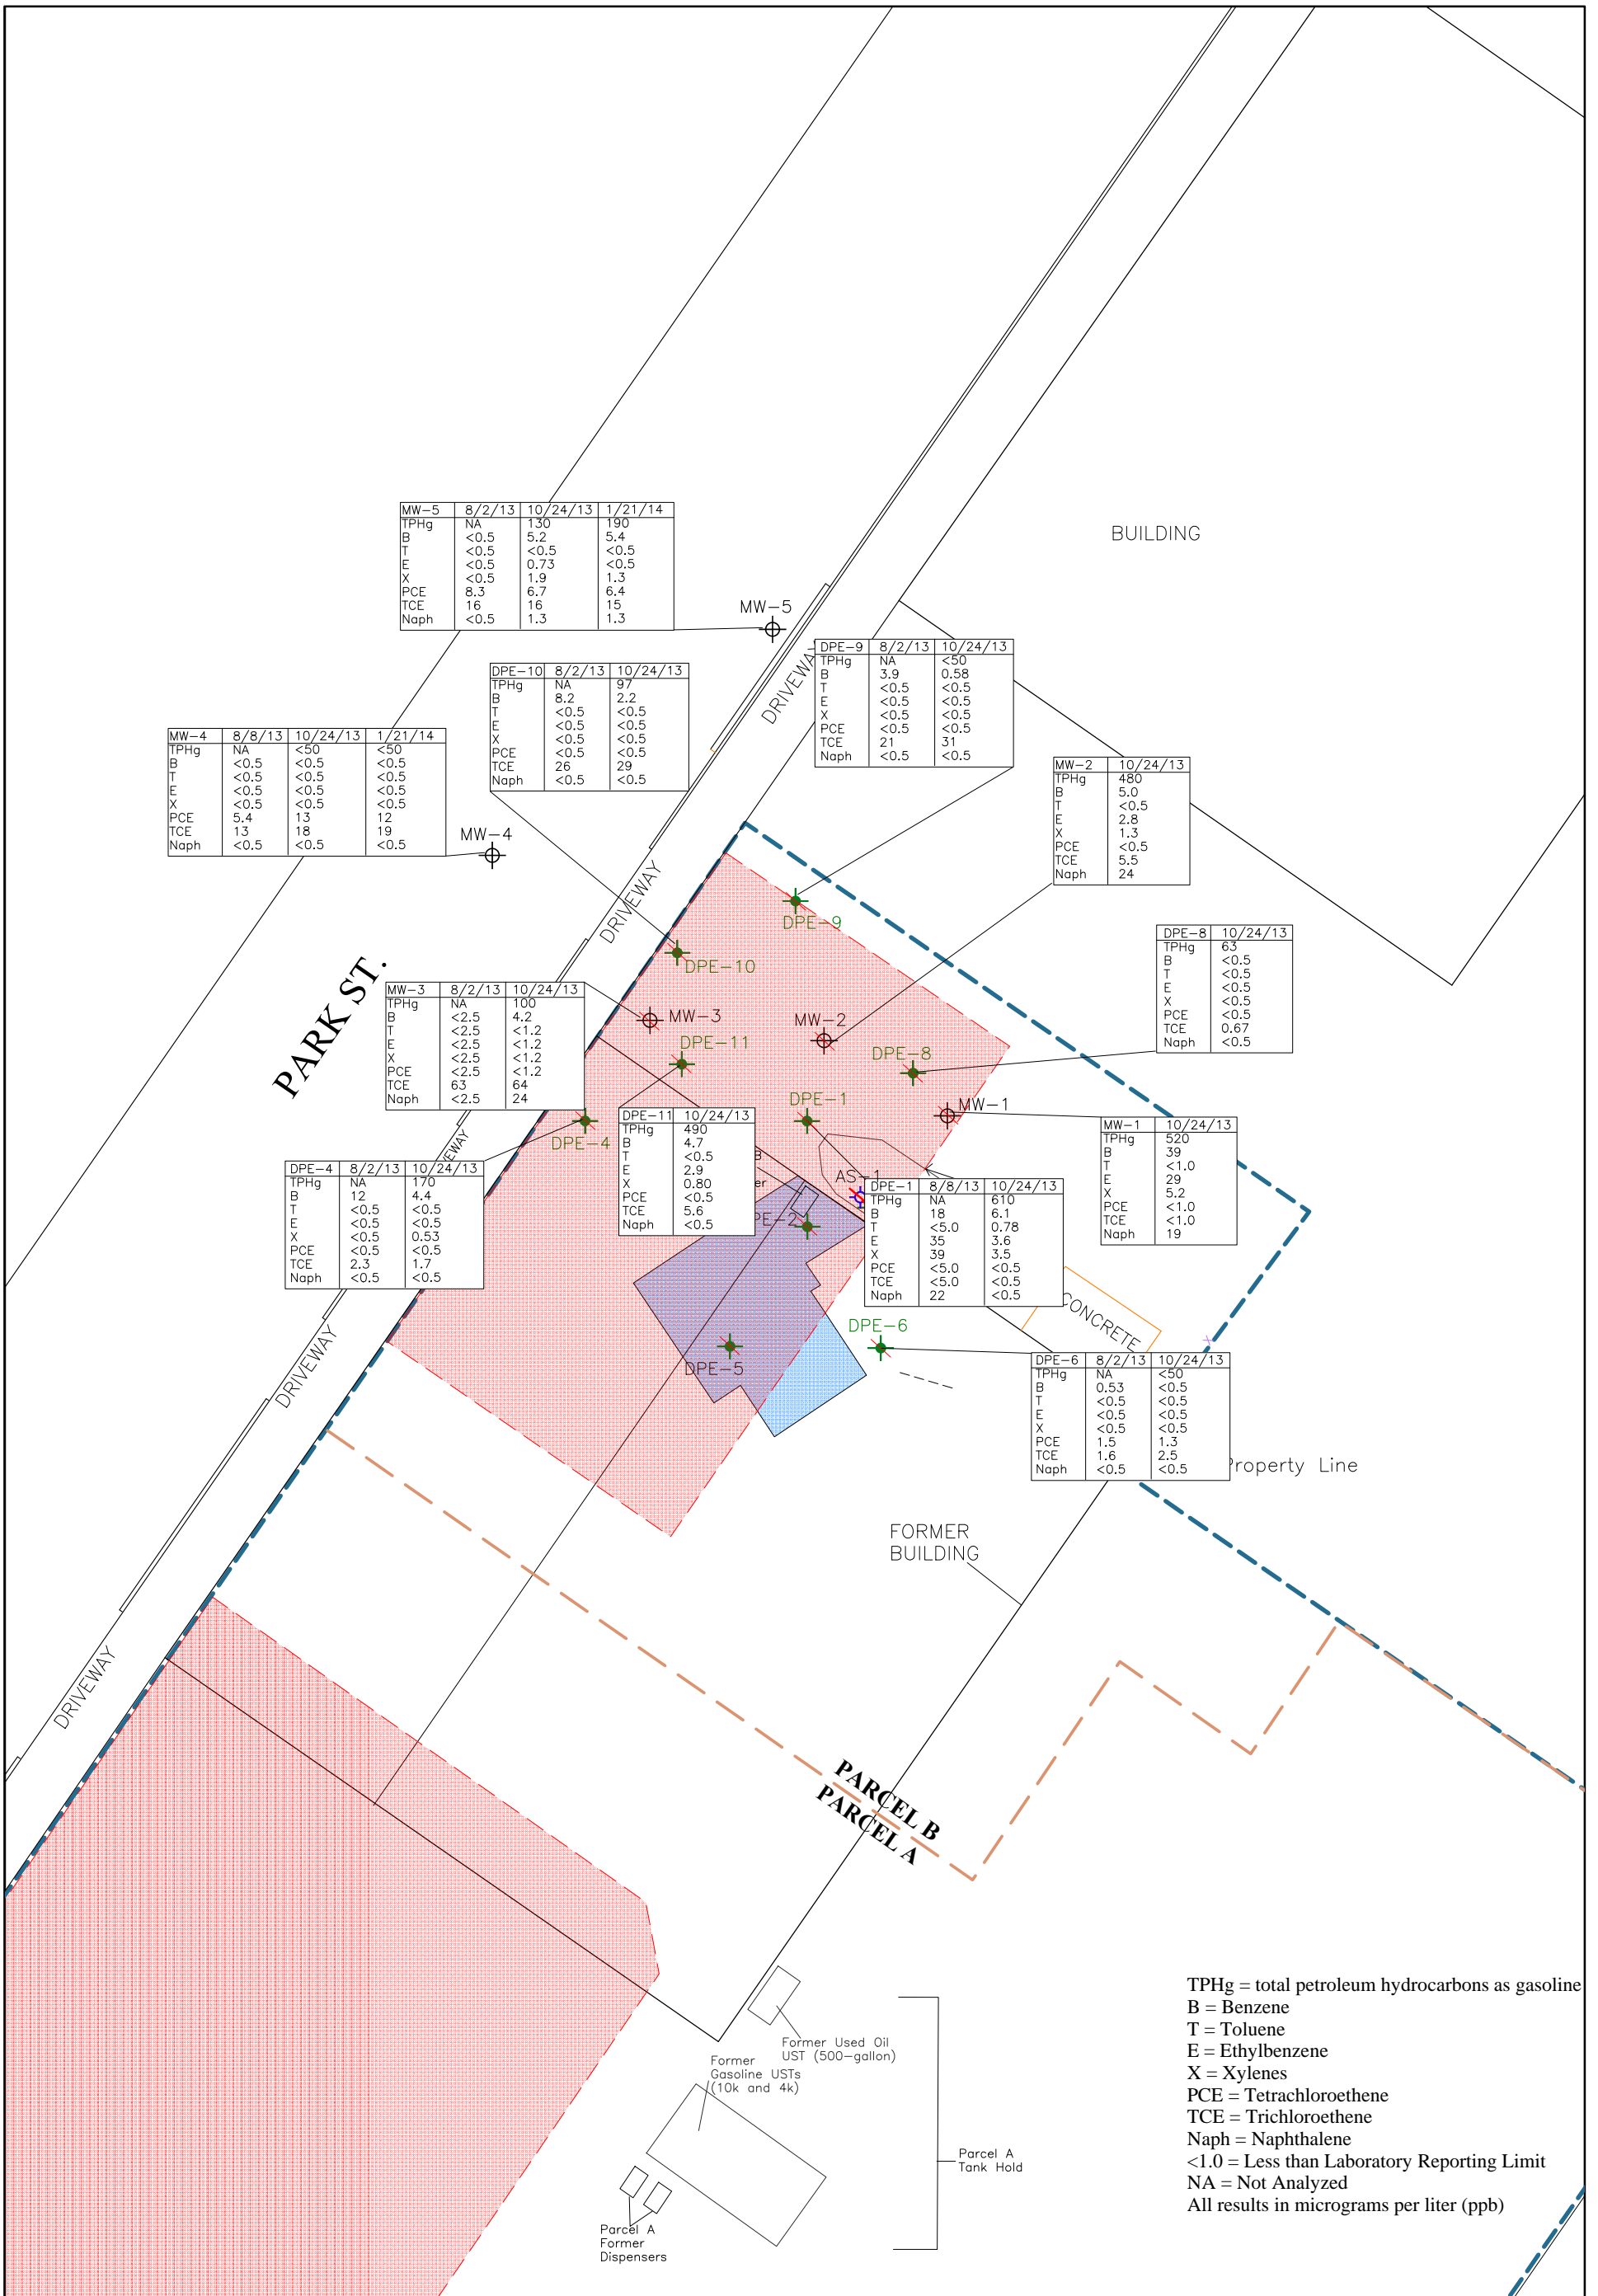 BUILDING
MW-5 8/2/13 10/24/13 1/21/14
TPHg NA 130 190
B <0.5 5.2 5.4
T <0.5 <0.5 <0.5
E <0.5 0.73 <0.5
X <0.5 1.9 1.3
PCE 8.3 6.7 6.4
TCE 16 16 15
Naph <0.5 1.3 1.3
MW-5
DRIVEWAY
DPE-9 8/2/13 10/24/13
TPHg NA <50
B 3.9 0.58
T <0.5 <0.5
E <0.5 <0.5
X <0.5 <0.5
PCE <0.5 <0.5
TCE 21 31
Naph <0.5 <0.5
DPE-10 8/2/13 10/24/13
TPHg NA 97
B 8.2 2.2
T <0.5 <0.5
E <0.5 <0.5
X <0.5 <0.5
PCE <0.5 <0.5
TCE 26 29
Naph <0.5 <0.5
MW-4 8/8/13 10/24/13 1/21/14
TPHg NA <50 <50
B <0.5 <0.5 <0.5
T <0.5 <0.5 <0.5
E <0.5 <0.5 <0.5
X <0.5 <0.5 <0.5
PCE 5.4 13 12
TCE 13 18 19
Naph <0.5 <0.5 <0.5
MW-4
MW-2 10/24/13
TPHg 480
B 5.0
T <0.5
E 2.8
X 1.3
PCE <0.5
TCE 5.5
Naph 24
DRIVEWAY
DPE-9
DPE-10
DPE-8 10/24/13
TPHg 63
B <0.5
T <0.5
E <0.5
X <0.5
PCE <0.5
TCE 0.67
Naph <0.5
PARK ST.
MW-3 8/2/13 10/24/13
TPHg NA 100
B <2.5 4.2
T <2.5 <1.2
E <2.5 <1.2
X <2.5 <1.2
PCE <2.5 <1.2
TCE 63 64
Naph <2.5 24
MW-3
MW-2
DPE-11
DPE-8
DPE-1
MW-1
DPE-4
EWAY
DPE-11 10/24/13
TPHg 490
B 4.7
T <0.5
E 2.9
X 0.80
PCE <0.5
TCE 5.6
Naph <0.5
B
er
MW-1 10/24/13
TPHg 520
B 39
T <1.0
E 29
X 5.2
PCE <1.0
TCE <1.0
Naph 19
DPE-4 8/2/13 10/24/13
TPHg NA 170
B 12 4.4
T <0.5 <0.5
E <0.5 <0.5
X <0.5 0.53
PCE <0.5 <0.5
TCE 2.3 1.7
Naph <0.5 <0.5
AS-1
DPE-1 8/8/13 10/24/13
TPHg NA 610
B 18 6.1
T <5.0 0.78
E 35 3.6
X 39 3.5
PCE <5.0 <0.5
TCE <5.0 <0.5
Naph 22 <0.5
PE-2
CONCRETE
DRIVEWAY
DPE-6
DPE-5
DPE-6 8/2/13 10/24/13
TPHg NA <50
B 0.53 <0.5
T <0.5 <0.5
E <0.5 <0.5
X <0.5 <0.5
PCE 1.5 1.3
TCE 1.6 2.5
Naph <0.5 <0.5
Property Line
FORMER
BUILDING
DRIVEWAY
PARCEL B
PARCEL A
Former Used Oil
UST (500-gallon)
Former
Gasoline USTs
(10k and 4k)
Parcel A
Tank Hold
Parcel A
Former
Dispensers
TPHg = total petroleum hydrocarbons as gasoline
B = Benzene
T = Toluene
E = Ethylbenzene
X = Xylenes
PCE = Tetrachloroethene
TCE = Trichloroethene
Naph = Naphthalene
<1.0 = Less than Laboratory Reporting Limit
NA = Not Analyzed
All results in micrograms per liter (ppb)